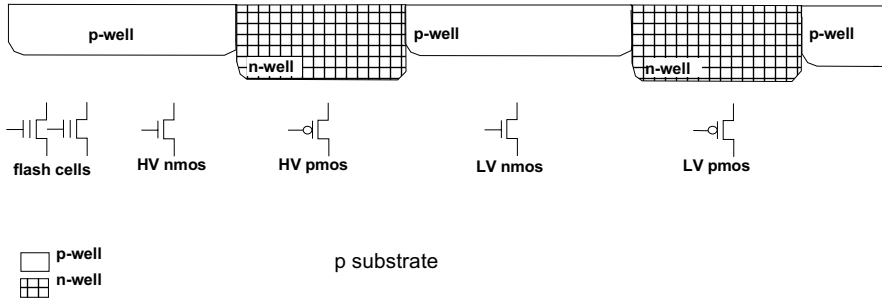 p-well
p-well
p-well
n-well
n-well
flash cells
HV nmos
HV pmos
LV nmos
LV pmos
p-well
n-well
p substrate